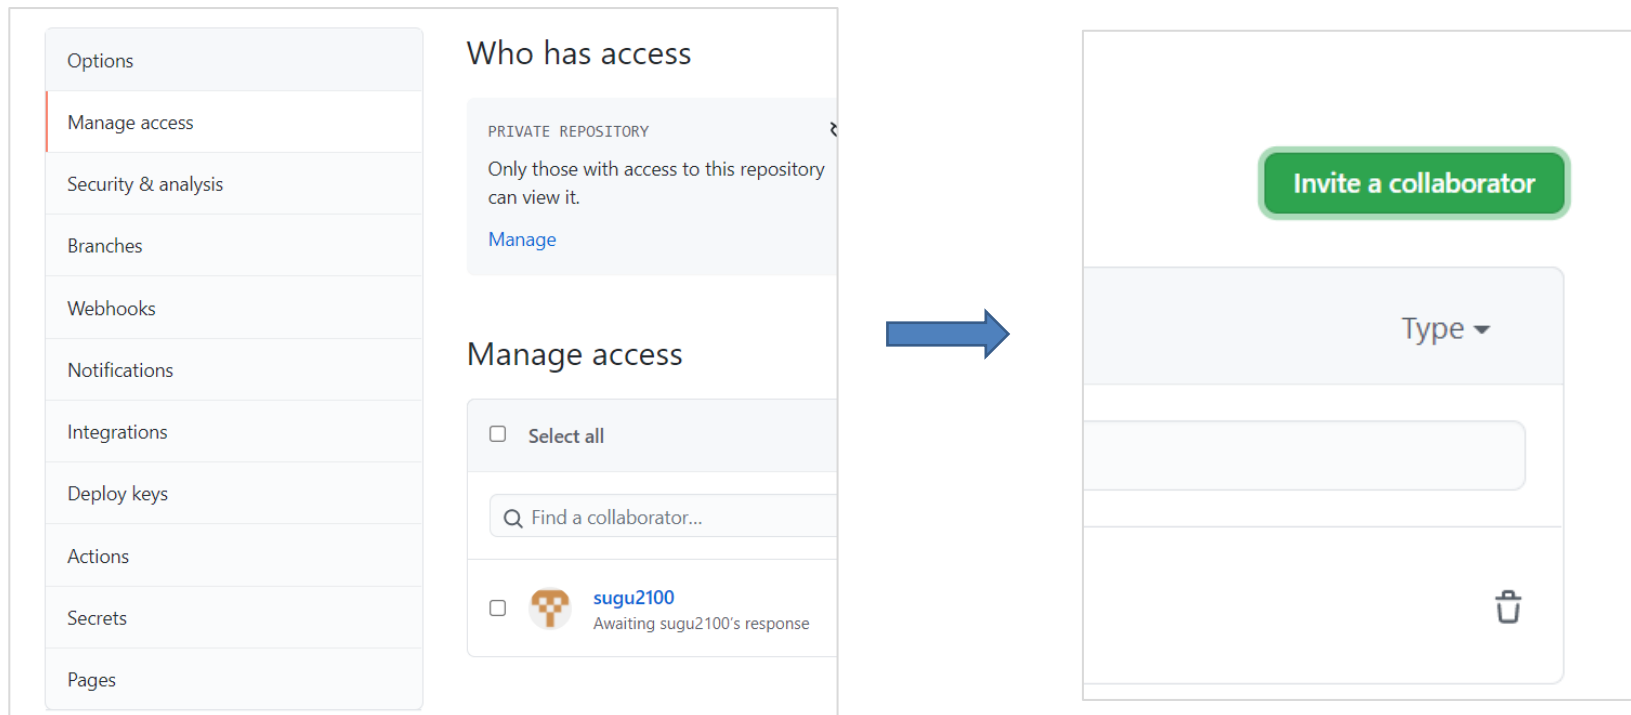 Options
Manage access
Security & analysis
Branches
Webhooks
Notifications
Integrations
Deploy keys
Actions
Secrets
Pages
Who has access
PRIVATE REPOSITORY
Only those with access to this repository
can view it.
Manage
Manage access
Select all
Find a collaborator...
sugu2100
Awaiting sugu2100's response
Invite a collaborator
Type